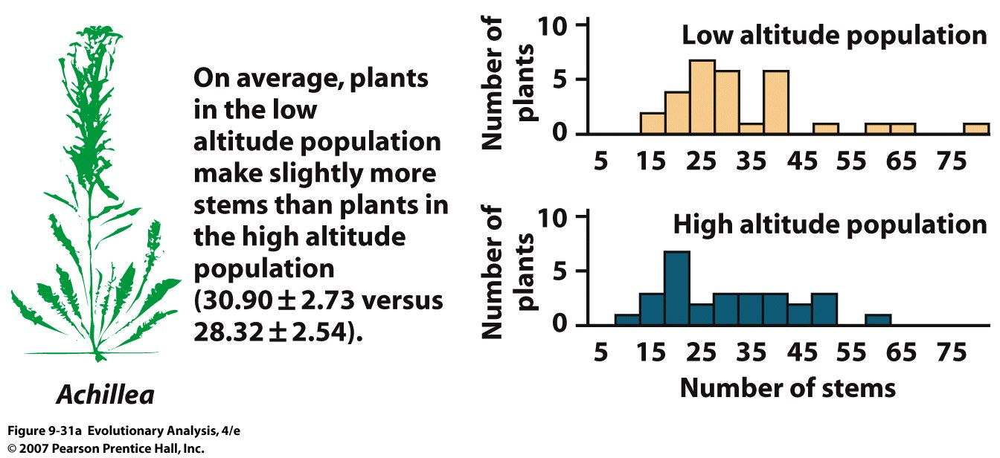 On average, plants
in the low
altitude population
make slightly more
stems than plants in
the high altitude
population
(30.90 ± 2.73 versus
28.32 ± 2.54).
Achillea
Number of
plants
10
5
0
Low altitude population
5 15 25 35 45 55 65 75
Number of
plants
10
5
0
High altitude population
5 15 25 35 45 55 65 75
Number of stems
Figure 9-31a Evolutionary Analysis, 4/e
© 2007 Pearson Prentice Hall, Inc.